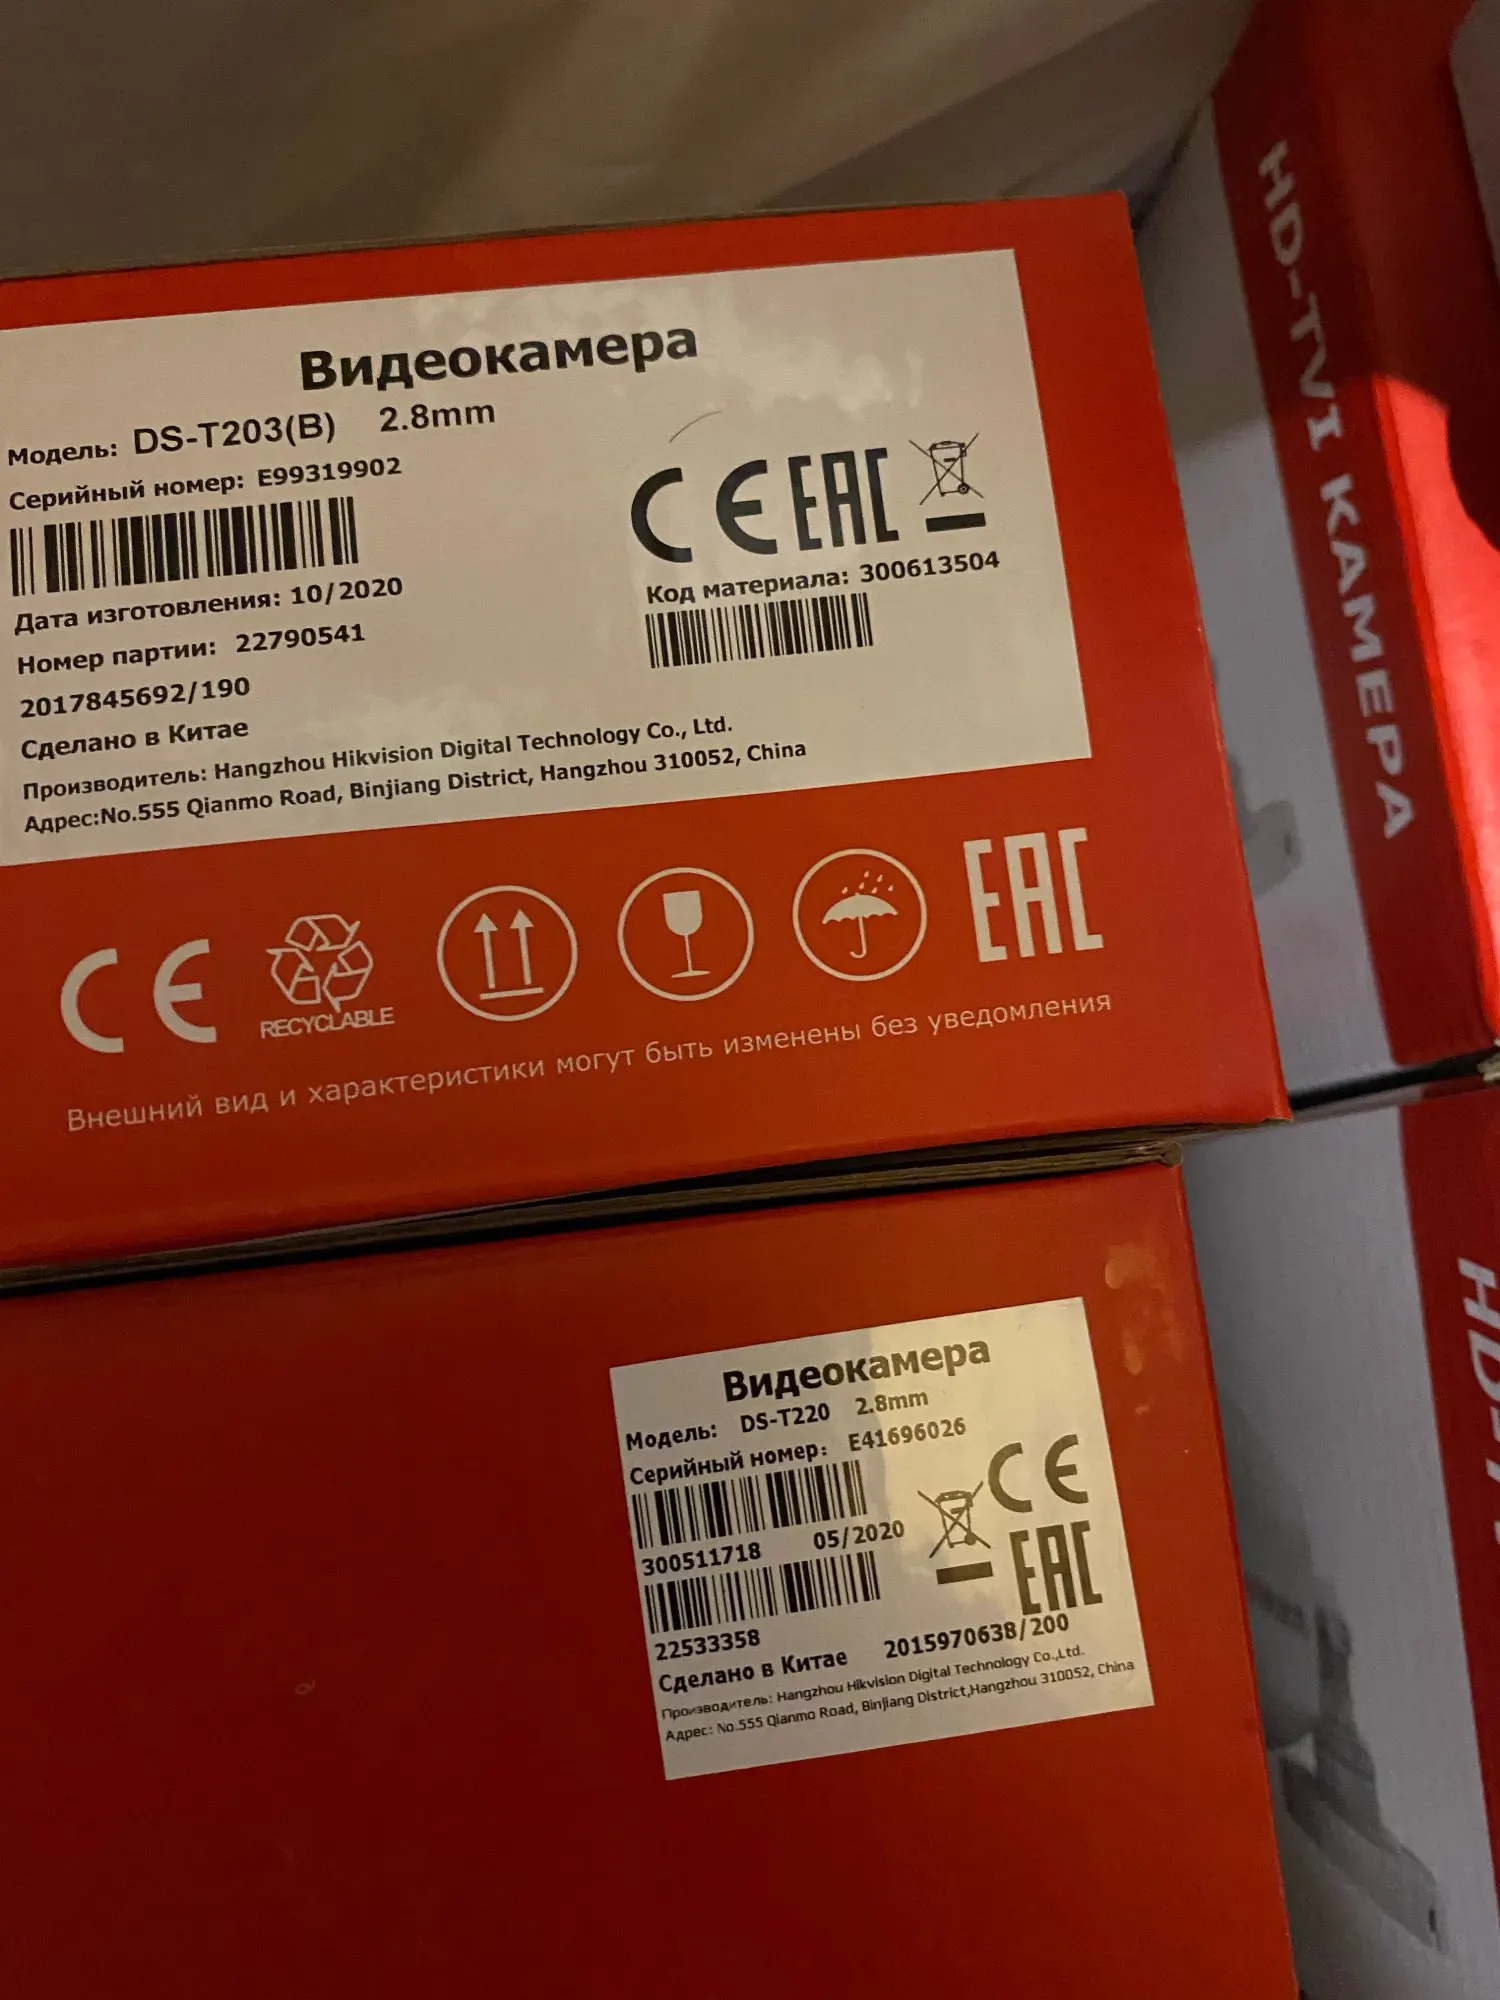 Видеокамера
Модель: DS-T203(B) 2.8mm
Серийный номер: E99319902
CE EAC
Дата изготовления: 10/2020
Код материала: 300613504
Номер партии: 22790541
2017845692/190
Сделано в Китае
Производитель: Hangzhou Hikvision Digital Technology Co., Ltd.
Адрес:No.555 Qianmo Road, Binjiang District, Hangzhou 310052, China
CE
RECYCLABLE
EAC
Внешний вид и характеристики могут быть изменены без уведомления
HD-TVI КАМЕРА
Видеокамера
Модель: DS-T220 2.8mm
Серийный номер: E41696026
CE
EAC
300511718 05/2020
22533358
Сделано в Китае 2015970638/200
Производитель: Hangzhou Hikvision Digital Technology Co.,Ltd.
Адрес: No.555 Qianmo Road, Binjiang District,Hangzhou 310052, China